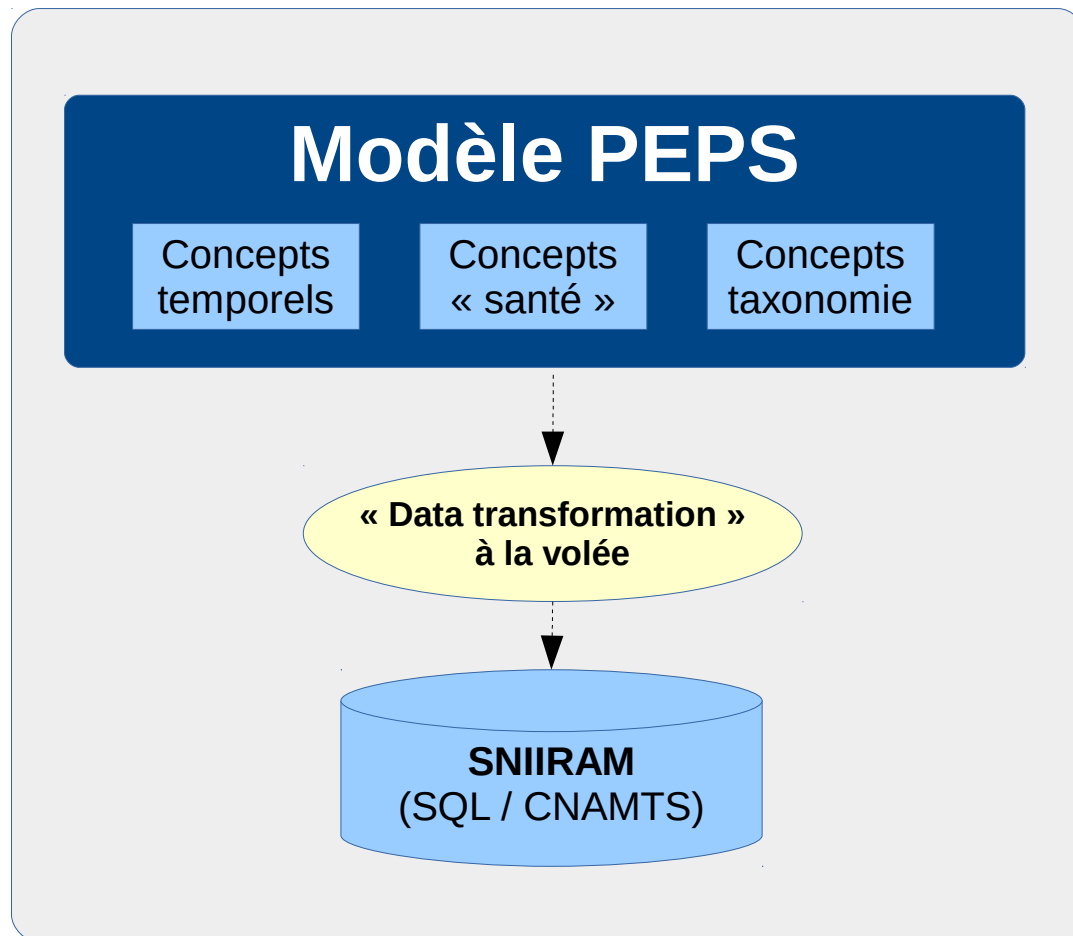 Modèle PEPS
Concepts
temporels
Concepts
« santé »
Concepts
taxonomie
« Data transformation »
à la volée
SNIIRAM
(SQL / CNAMTS)